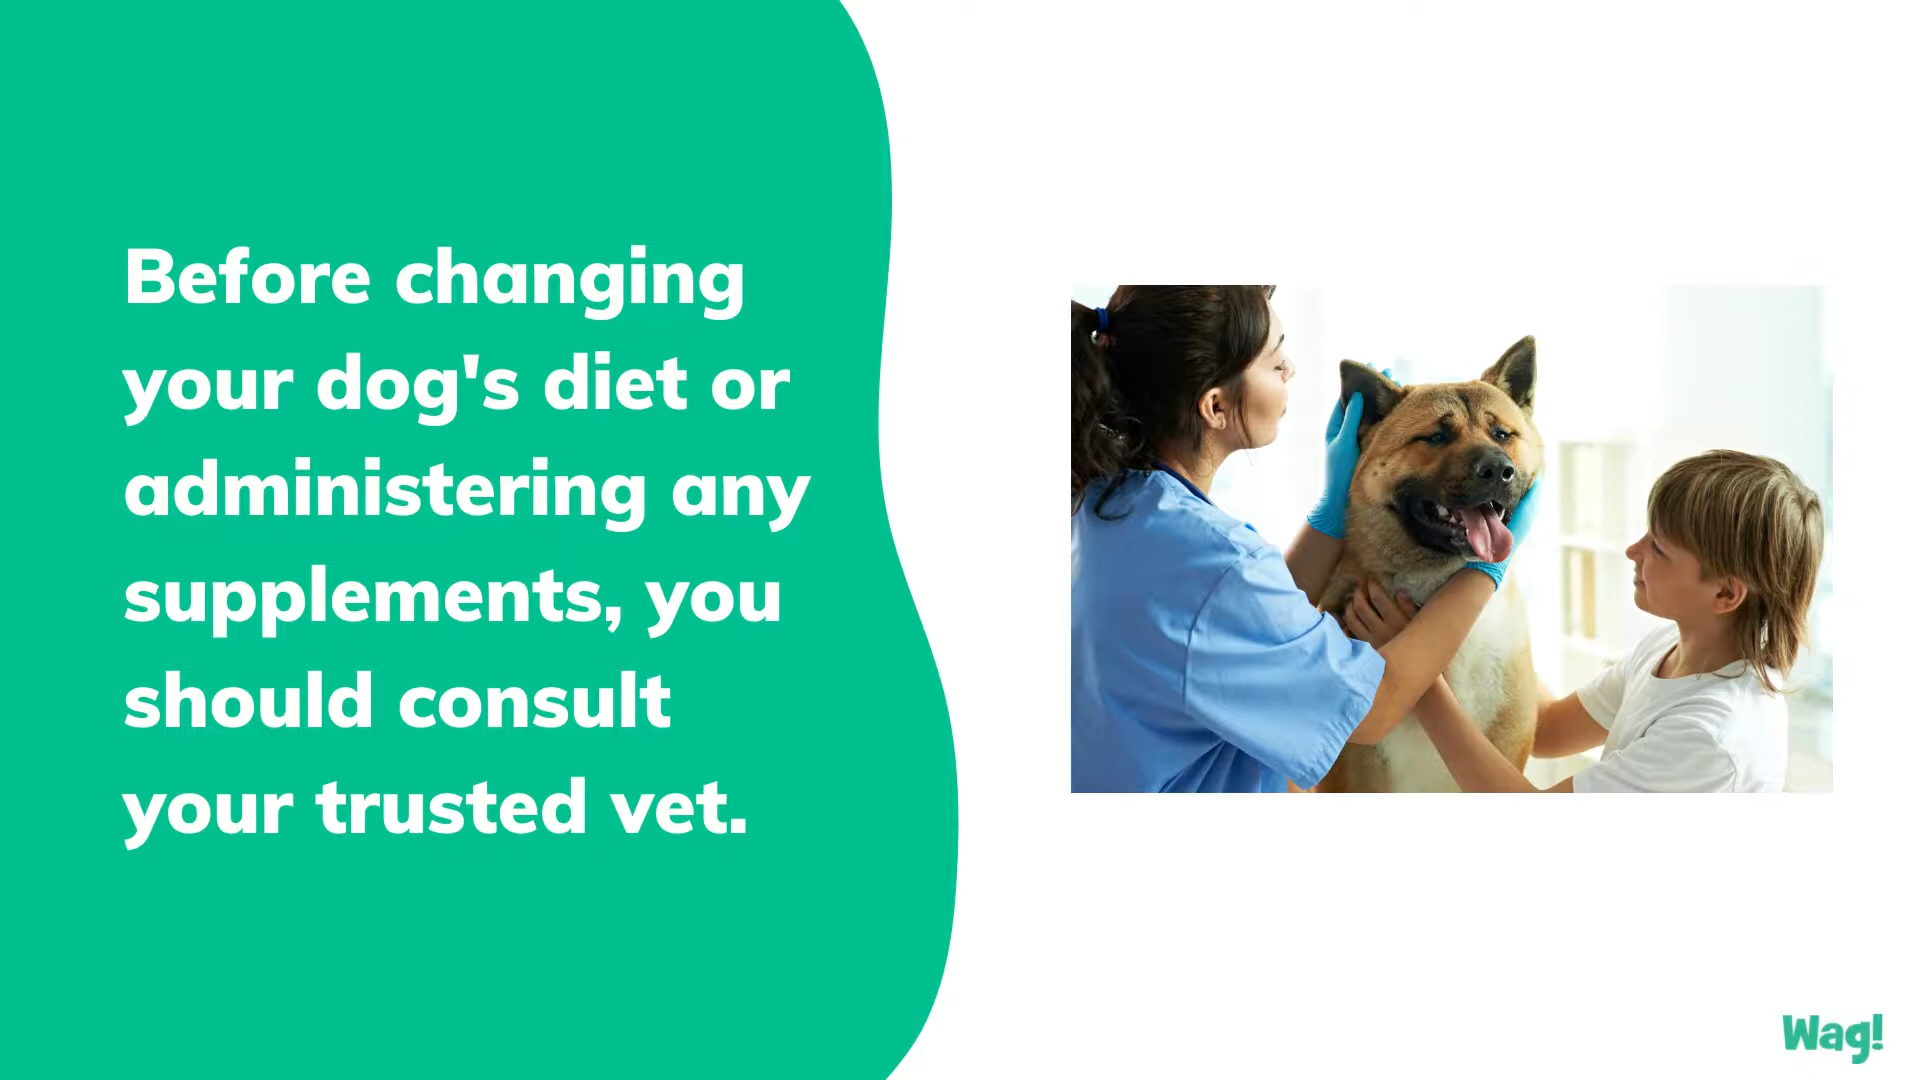 Before changing
your dog's diet or
administering any
supplements, you
should consult
your trusted vet.
Wag!